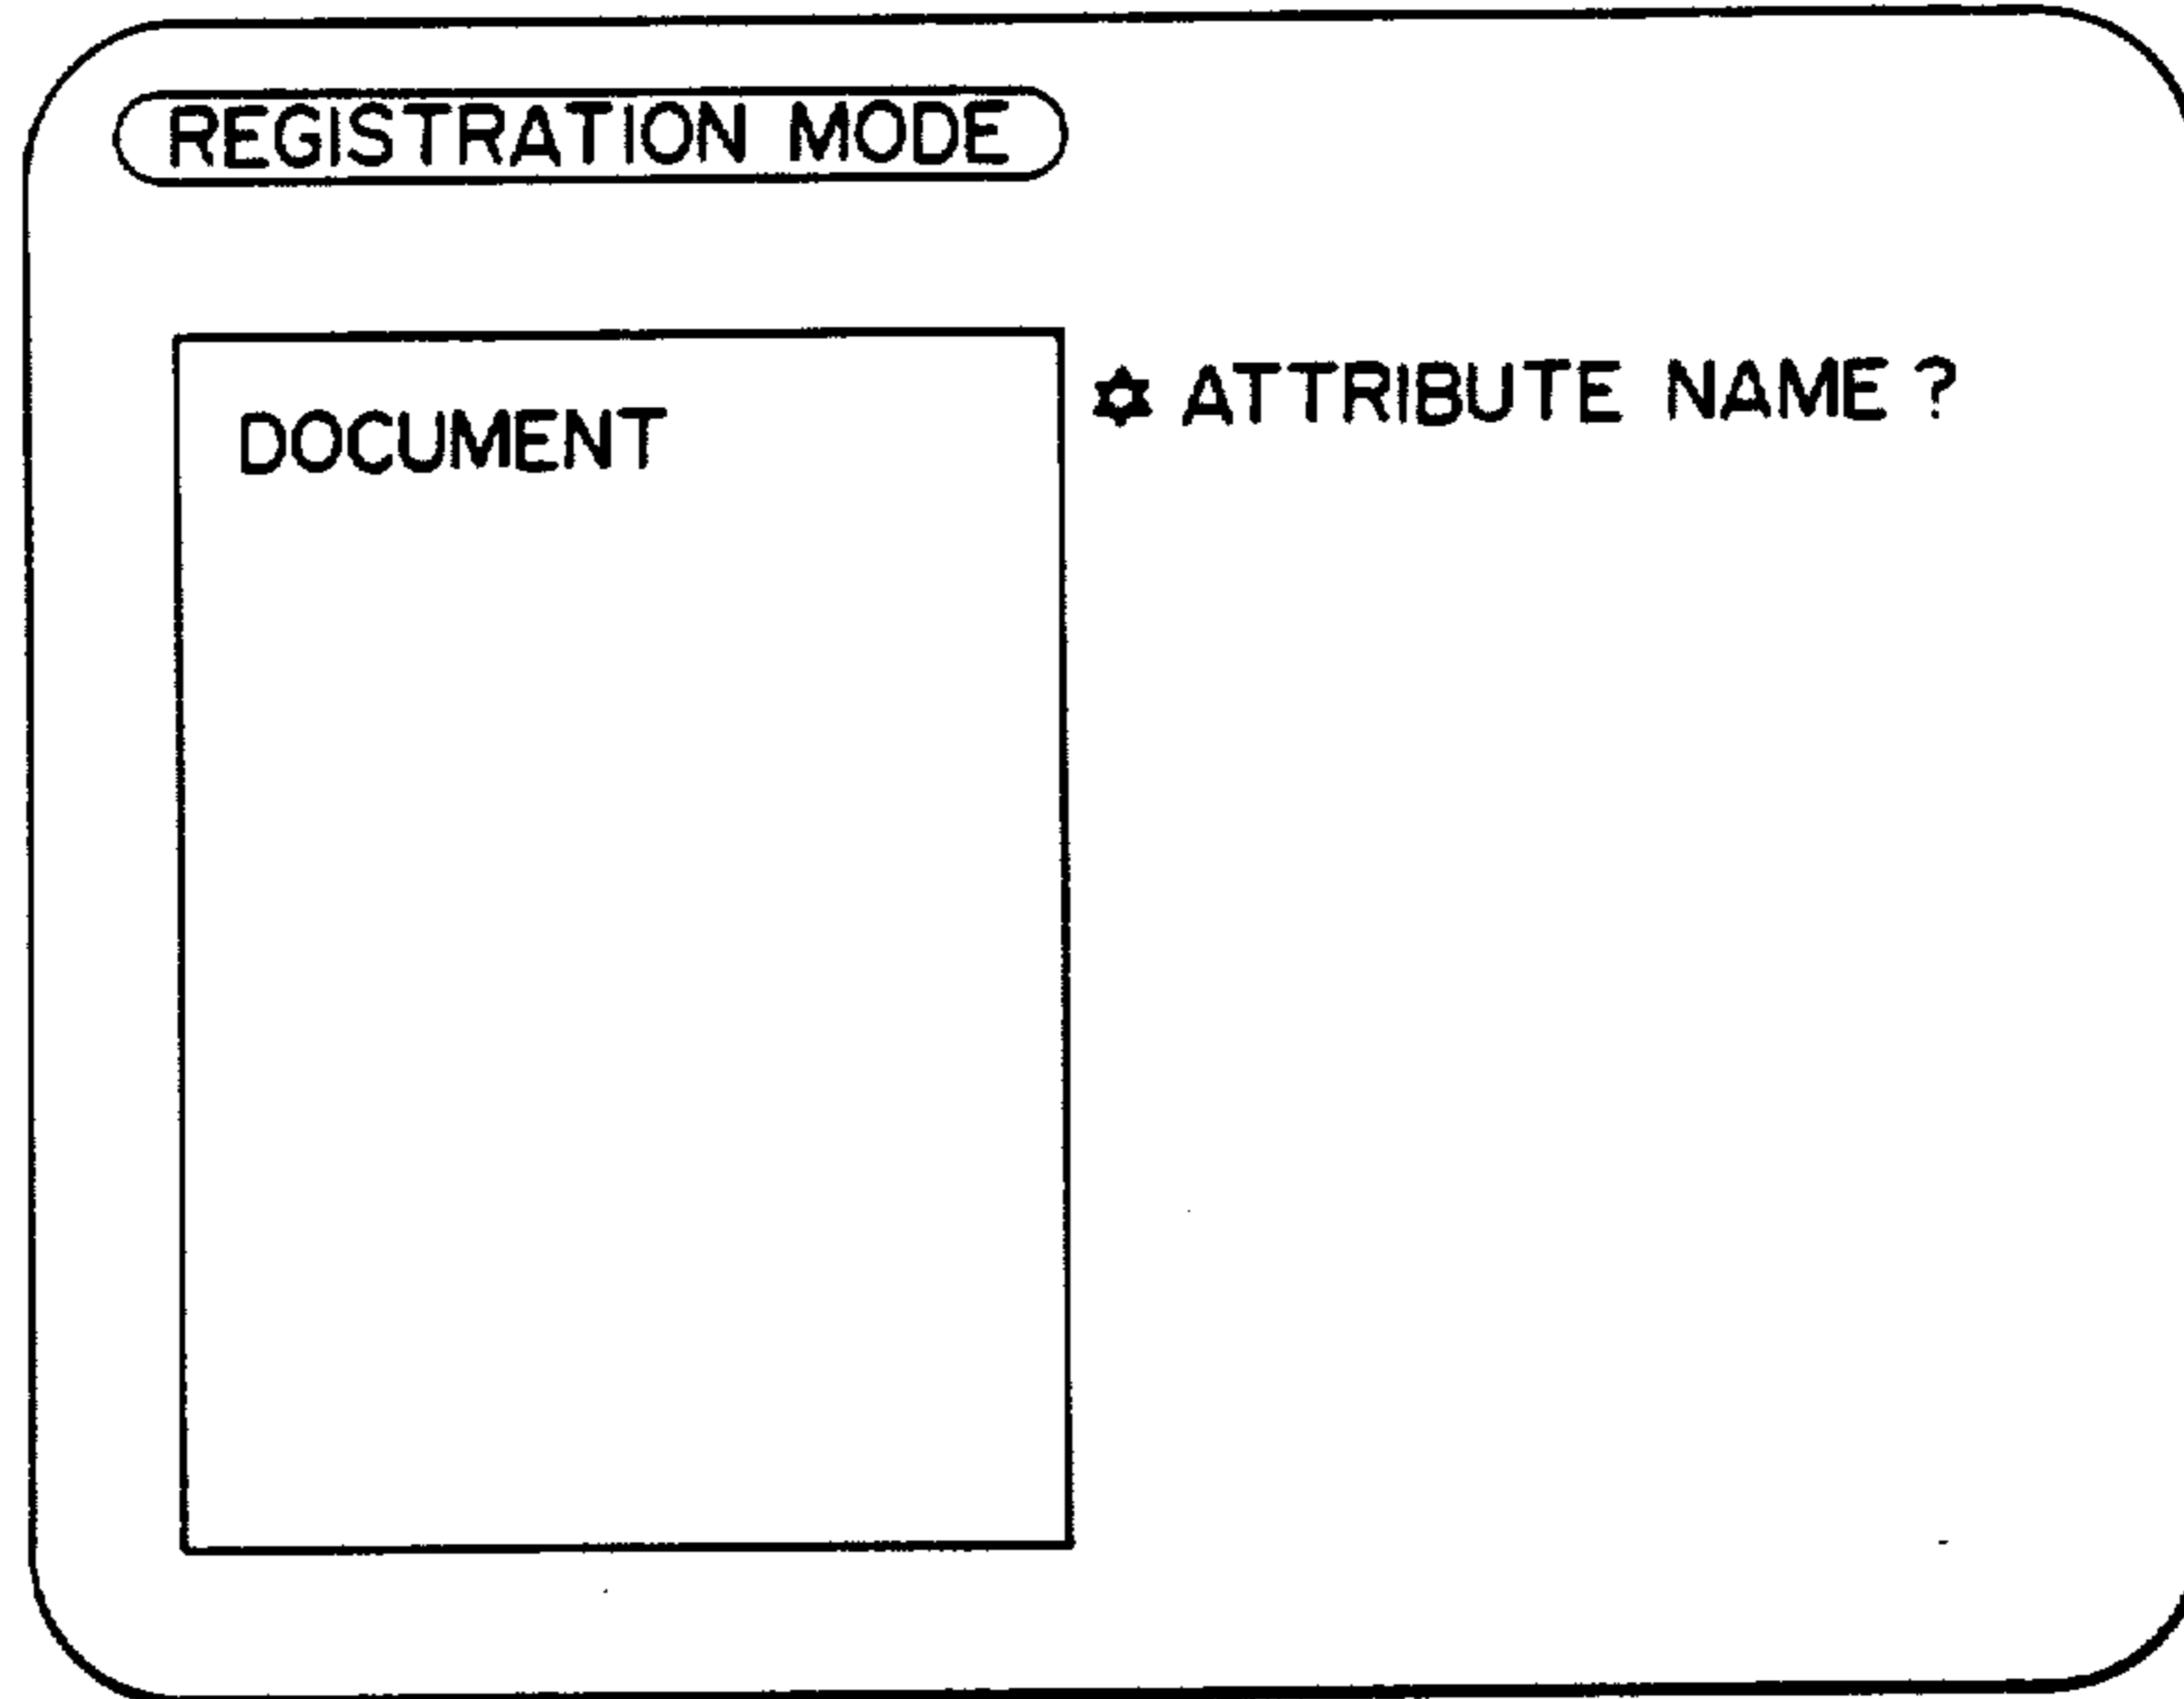 REGISTRATION MODE
✡ ATTRIBUTE NAME ?
DOCUMENT